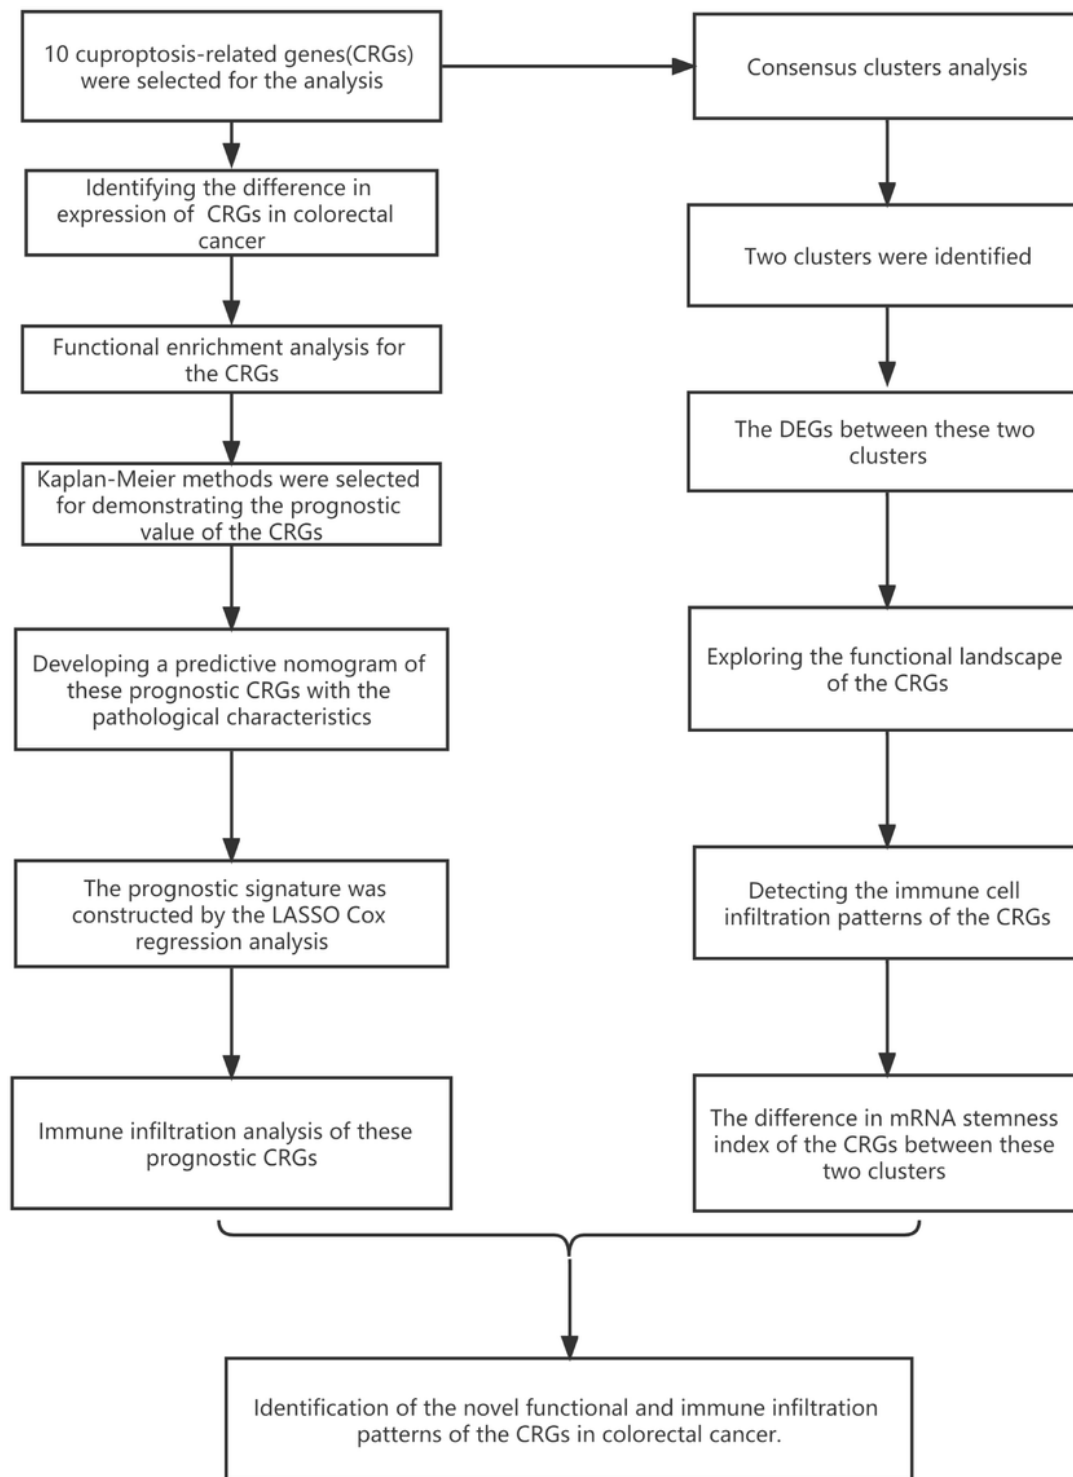 10 cuproptosis-related genes(CRGs)
were selected for the analysis
Identifying the difference in
expression of  CRGs in colorectal
cancer
Functional enrichment analysis for
the CRGs
Kaplan-Meier methods were selected
for demonstrating the prognostic
value of the CRGs
Developing a predictive nomogram of
these prognostic CRGs with the
pathological characteristics
The prognostic signature was
constructed by the LASSO Cox
regression analysis
Immune infiltration analysis of these
prognostic CRGs
Consensus clusters analysis
Two clusters were identified
The DEGs between these two
clusters
Exploring the functional landscape
of the CRGs
Detecting the immune cell
infiltration patterns of the CRGs
The difference in mRNA stemness
index of the CRGs between these
two clusters
Identification of the novel functional and immune infiltration
patterns of the CRGs in colorectal cancer.